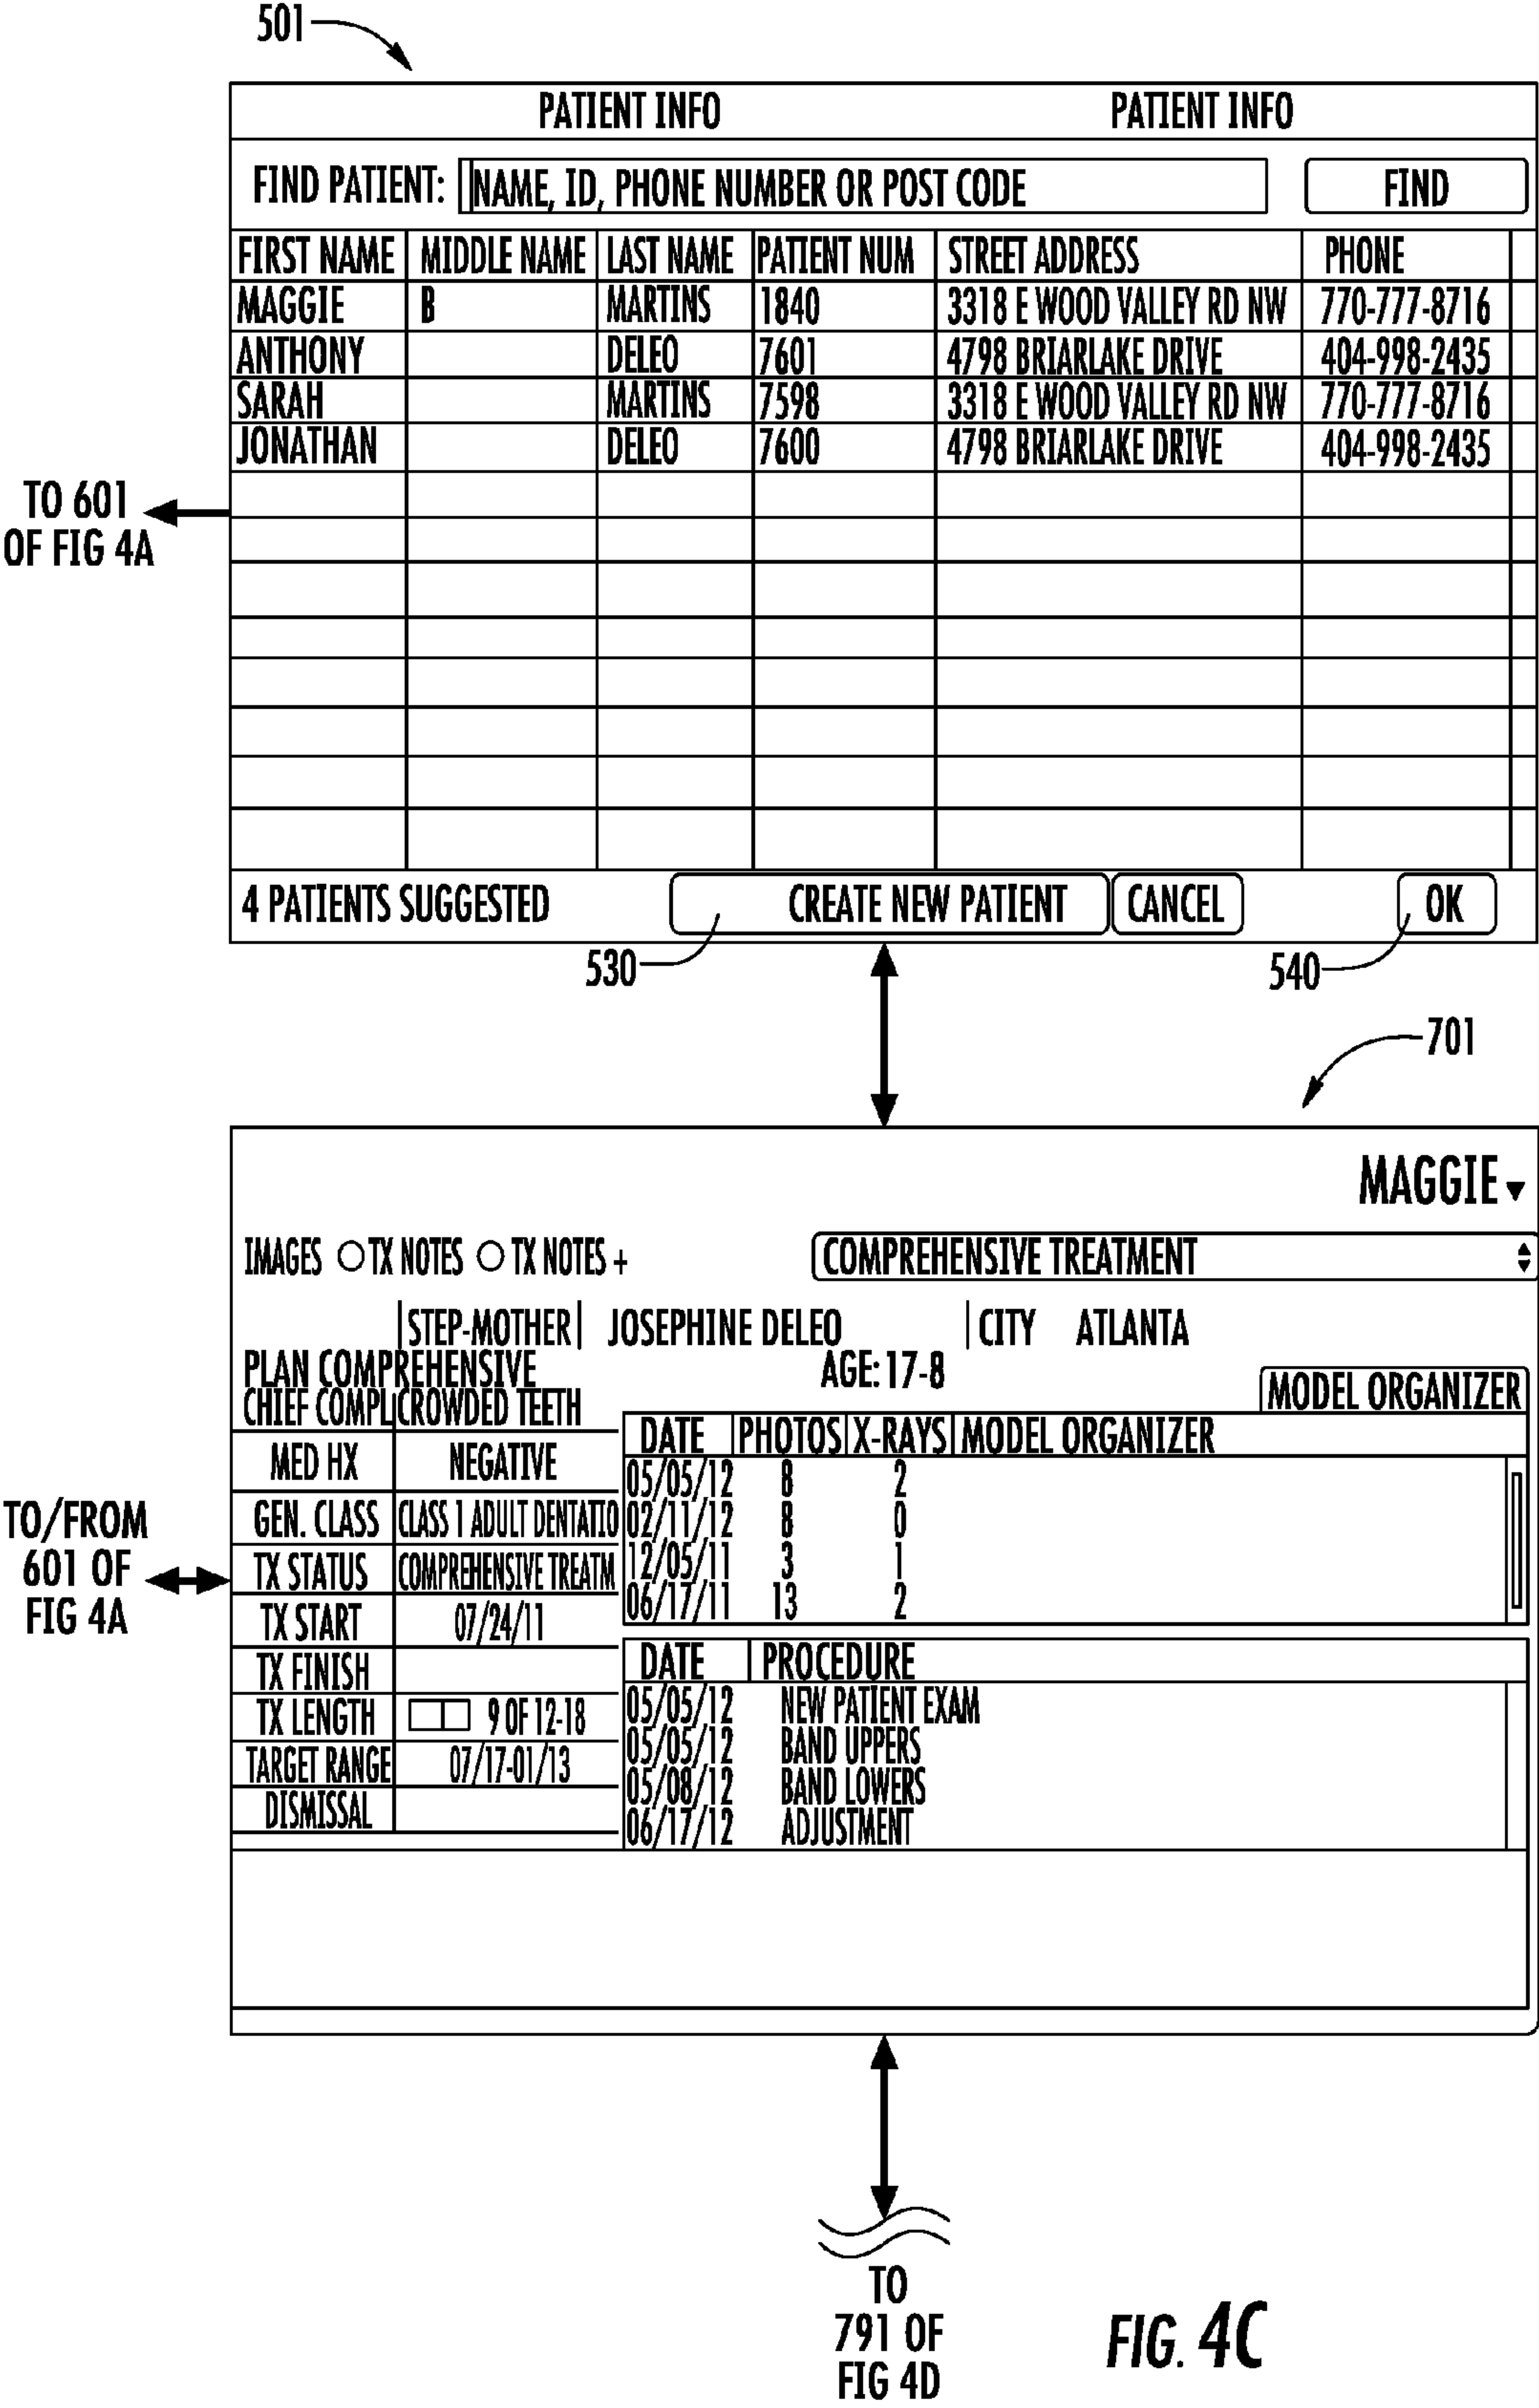 501
PATIENT INFO PATIENT INFO
FIND PATIENT: NAME, ID, PHONE NUMBER OR POST CODE FIND
FIRST NAME MIDDLE NAME LAST NAME PATIENT NUM STREET ADDRESS PHONE
MAGGIE B MARTINS 1840 3318 E WOOD VALLEY RD NW 770-777-8716
ANTHONY DELEO 7601 4798 BRIARLAKE DRIVE 404-998-2435
SARAH MARTINS 7598 3318 E WOOD VALLEY RD NW 770-777-8716
JONATHAN DELEO 7600 4798 BRIARLAKE DRIVE 404-998-2435
TO 601
OF FIG 4A
4 PATIENTS SUGGESTED CREATE NEW PATIENT CANCEL OK
530 540
701
MAGGIE
IMAGES TX NOTES TX NOTES + COMPREHENSIVE TREATMENT
STEP-MOTHER JOSEPHINE DELEO CITY ATLANTA
PLAN COMPREHENSIVE AGE: 17-8
CHIEF COMPL CROWDED TEETH MODEL ORGANIZER
MED HX NEGATIVE
GEN. CLASS CLASS 1 ADULT DENTATIO
TX STATUS COMPREHENSIVE TREATM
TX START 07/24/11
TX FINISH
TX LENGTH 9 OF 12-18
TARGET RANGE 07/17-01/13
DISMISSAL
DATE PHOTOS X-RAYS MODEL ORGANIZER
05/05/12 8 2
02/11/12 8 0
12/05/11 3 1
06/17/11 13 2
DATE PROCEDURE
05/05/12 NEW PATIENT EXAM
05/05/12 BAND UPPERS
05/08/12 BAND LOWERS
06/17/12 ADJUSTMENT
TO/FROM
601 OF
FIG 4A
TO
791 OF
FIG 4D
FIG. 4C